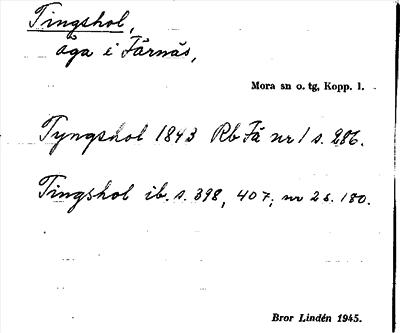 Tingshol,
äga i Färnäs,
Mora sn o. tg, Kopp. l.
Tyngshol 1843 Rb Fä nr 1 s. 286.
Tingshol ib. s. 398, 407; nr 2 s. 180.
Bror Lindén 1945.